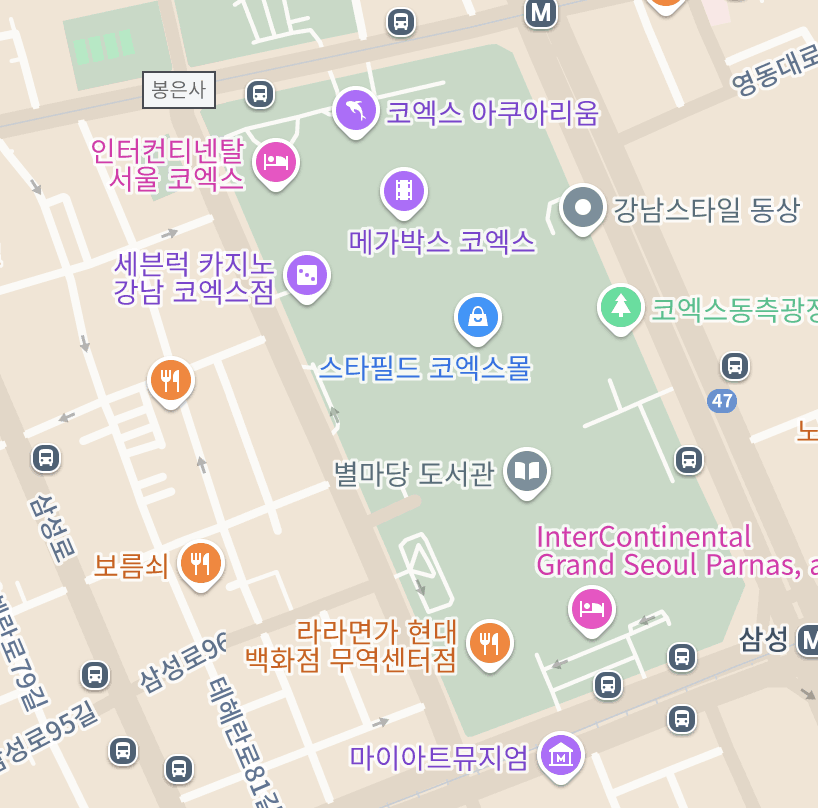 M
영동대로
봉은사
코엑스 아쿠아리움
인터컨티넨탈
서울 코엑스
메가박스 코엑스
강남스타일 동상
세븐럭 카지노
강남 코엑스점
코엑스동측광장
스타필드 코엑스몰
47
노
별마당 도서관
삼성로
InterContinental
Grand Seoul Parnas, a
보름쇠
라라면가 현대
백화점 무역센터점
삼성 M
헤란로79길
삼성로96
테헤란로81길
삼성로95길
마이아트뮤지엄
M